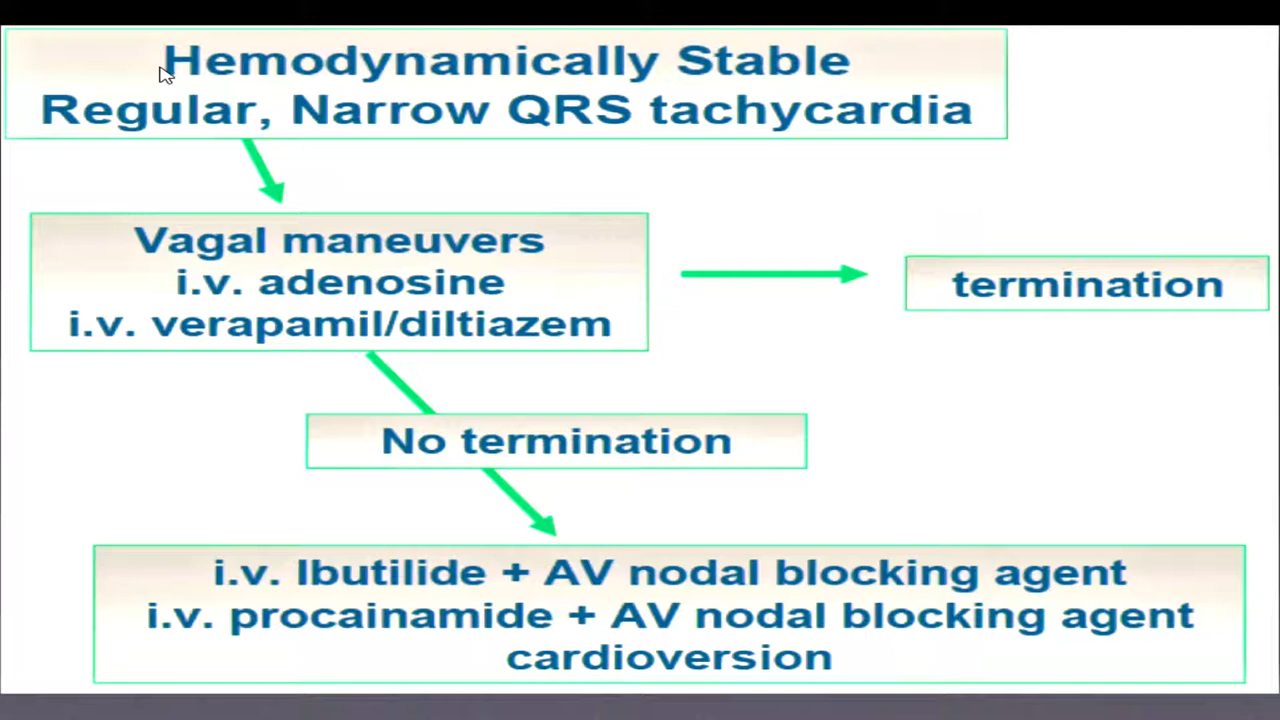 Hemodynamically Stable
Regular, Narrow QRS tachycardia
Vagal maneuvers
i.v. adenosine
i.v. verapamil/diltiazem
termination
No termination
i.v. Ibutilide + AV nodal blocking agent
i.v. procainamide + AV nodal blocking agent
cardioversion